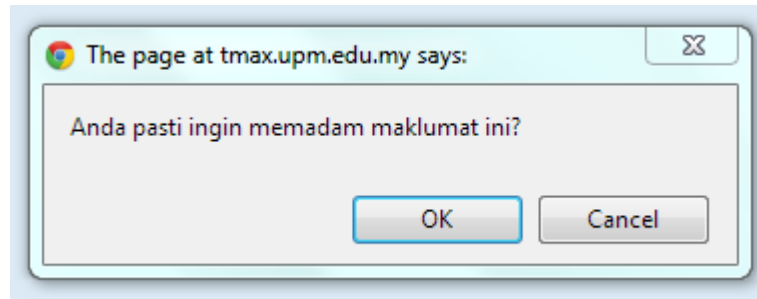 The page at tmax.upm.edu.my says:
Anda pasti ingin memadam maklumat ini?
OK Cancel